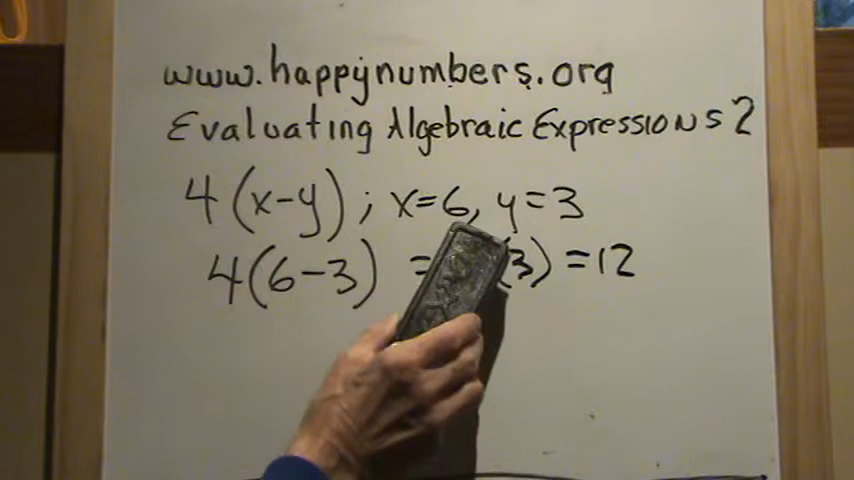 www.happynumbers.org
Evaluating Algebraic Expressions 2
4(x-y); x=6, y=3
4(6-3) = (3) =12